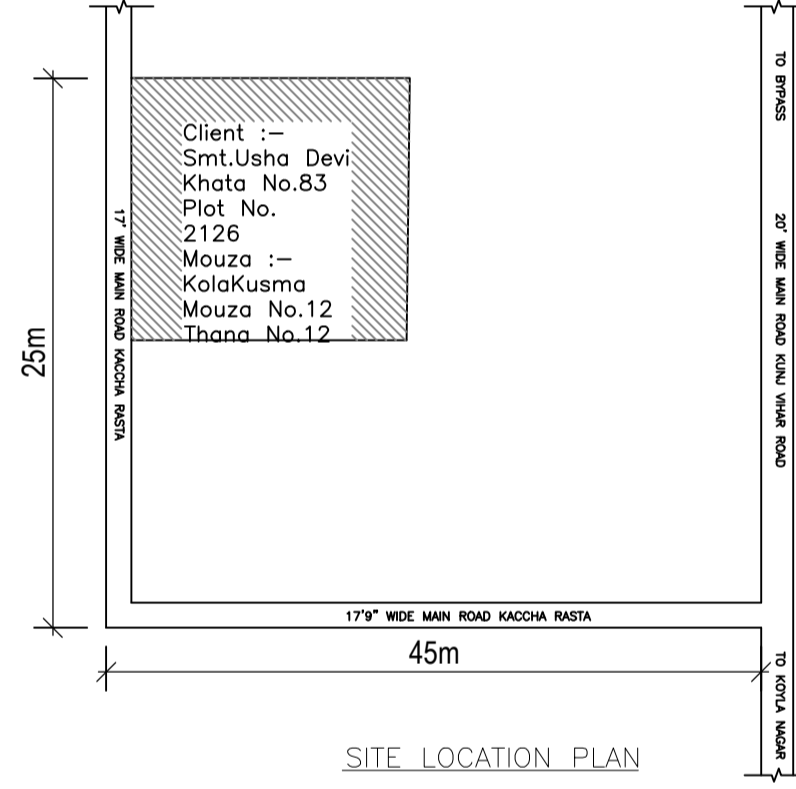 TO BYPASS
Client :-
Smt.Usha Devi
Khata No.83
Plot No.
2126
Mouza :-
KolaKusma
Mouza No.12
Thana No.12
17' WIDE MAIN ROAD KACCHA RASTA
20' WIDE MAIN ROAD KUNJ VIHAR ROAD
25m
17'9" WIDE MAIN ROAD KACCHA RASTA
45m
TO KOYLA NAGAR
SITE LOCATION PLAN